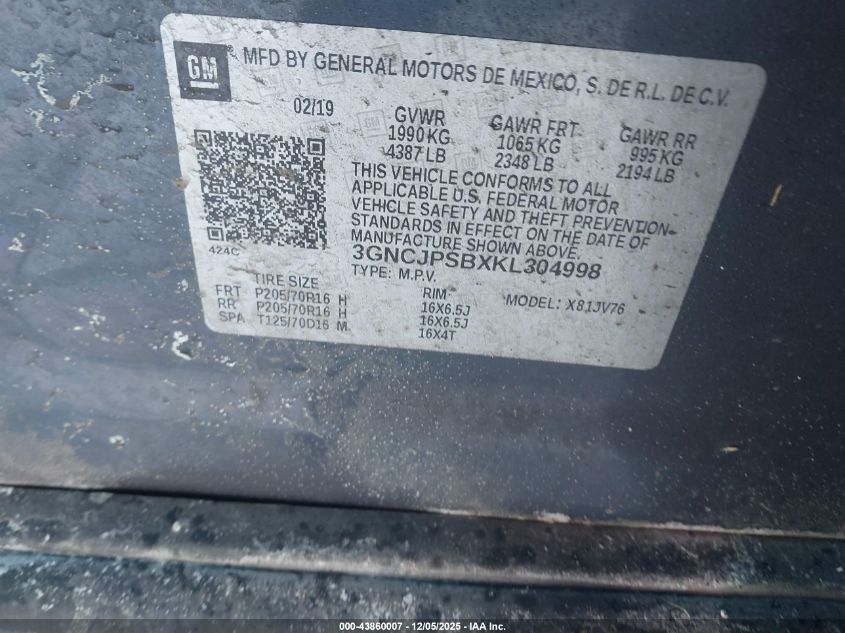 GM
MFD BY GENERAL MOTORS DE MEXICO, S. DE R.L. DE C.V.
02/19
GVWR
1990 KG
4387 LB
GAWR FRT
1065 KG
2348 LB
GAWR RR
995 KG
2194 LB
THIS VEHICLE CONFORMS TO ALL
APPLICABLE U.S. FEDERAL MOTOR
VEHICLE SAFETY AND THEFT PREVENTION
STANDARDS IN EFFECT ON THE DATE OF
MANUFACTURE SHOWN ABOVE.
424C
3GNCJPSBXKL304998
TYPE: M.P.V.
MODEL: X81JV76
TIRE SIZE RIM
FRT P205/70R16 H 16X6.5J
RR P205/70R16 H 16X6.5J
SPA T125/70D16 M 16X4T
000-43860007 - 12/05/2025 - IAA Inc.